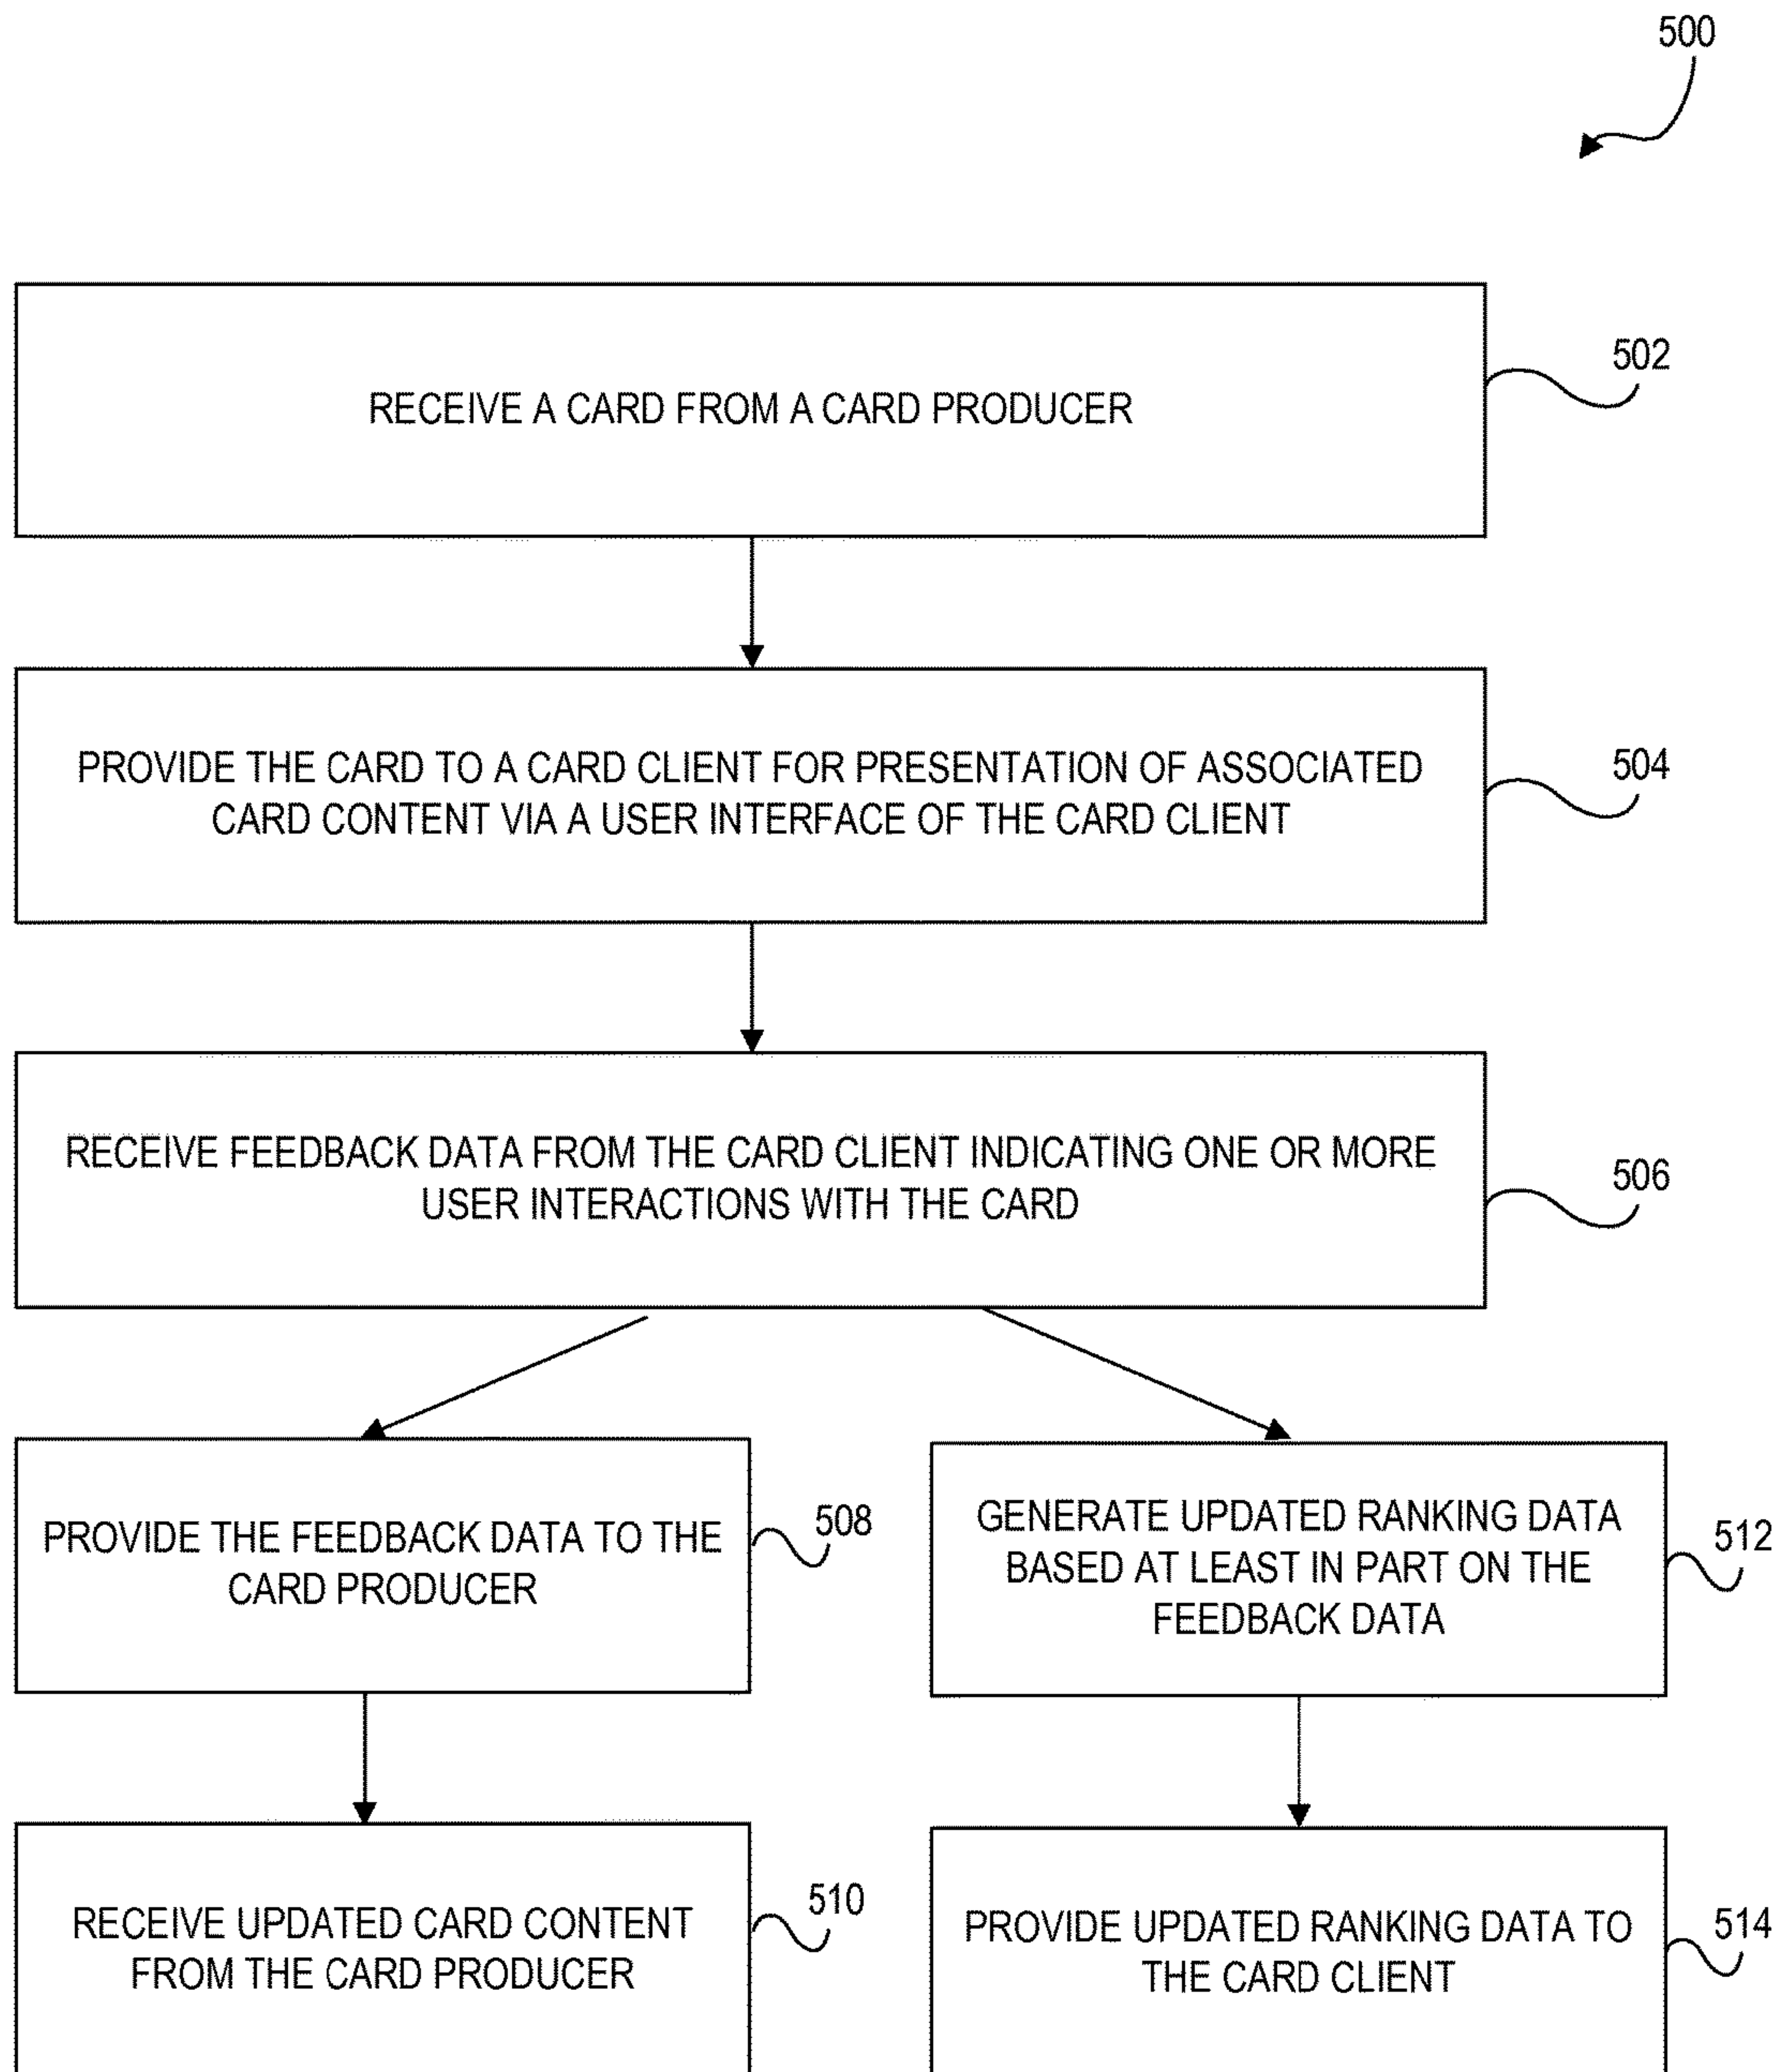 500
RECEIVE A CARD FROM A CARD PRODUCER
502
PROVIDE THE CARD TO A CARD CLIENT FOR PRESENTATION OF ASSOCIATED
CARD CONTENT VIA A USER INTERFACE OF THE CARD CLIENT
504
RECEIVE FEEDBACK DATA FROM THE CARD CLIENT INDICATING ONE OR MORE
USER INTERACTIONS WITH THE CARD
506
PROVIDE THE FEEDBACK DATA TO THE
CARD PRODUCER
508
GENERATE UPDATED RANKING DATA
BASED AT LEAST IN PART ON THE
FEEDBACK DATA
512
RECEIVE UPDATED CARD CONTENT
FROM THE CARD PRODUCER
510
PROVIDE UPDATED RANKING DATA TO
THE CARD CLIENT
514